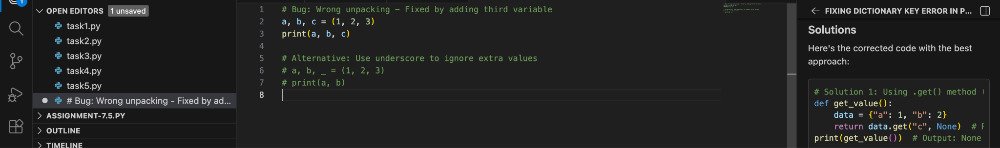 1
OPEN EDITORS 1 unsaved
task1.py
task2.py
task3.py
task4.py
task5.py
# Bug: Wrong unpacking - Fixed by ad...
ASSIGNMENT-7.5.PY
OUTLINE
TIMELINE
1 # Bug: Wrong unpacking – Fixed by adding third variable
2 a, b, c = (1, 2, 3)
3 print(a, b, c)
4
5 # Alternative: Use underscore to ignore extra values
6 # a, b, _ = (1, 2, 3)
7 # print(a, b)
8
FIXING DICTIONARY KEY ERROR IN P...
Solutions
Here's the corrected code with the best
approach:
# Solution 1: Using .get() method (
def get_value():
data = {"a": 1, "b": 2}
return data.get("c", None) #
print(get_value()) # Output: None